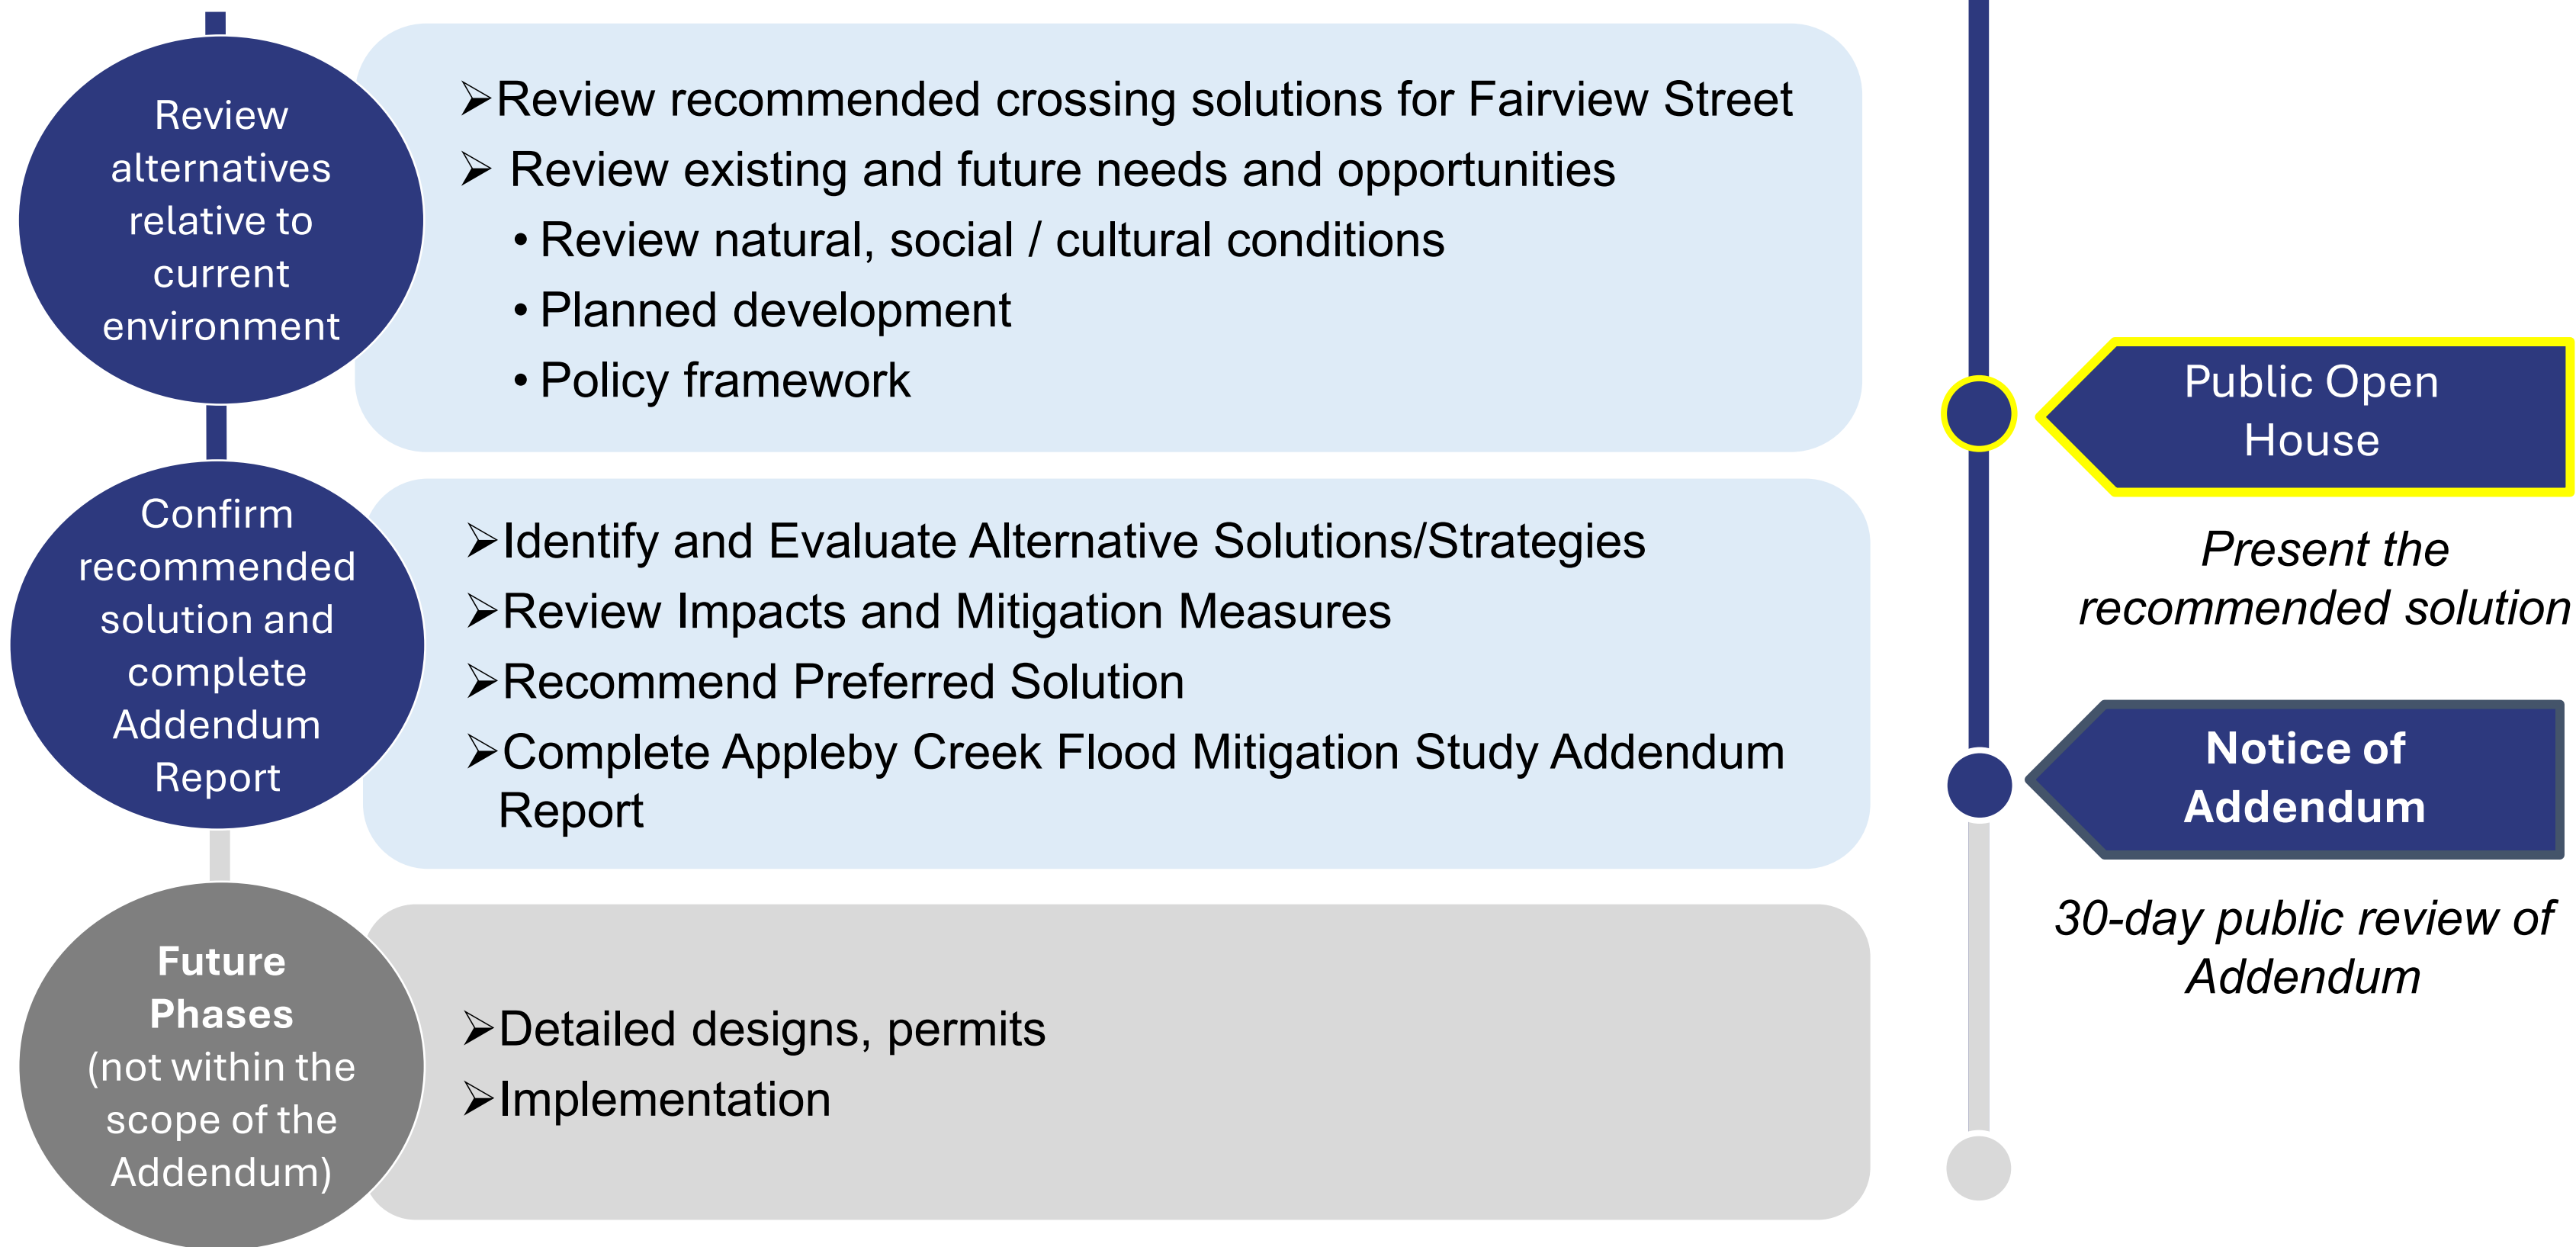 Review
alternatives
relative to
current
environment
➢Review recommended crossing solutions for Fairview Street
➢ Review existing and future needs and opportunities
• Review natural, social / cultural conditions
• Planned development
• Policy framework
Confirm
recommended
solution and
complete
Addendum
Report
➢Identify and Evaluate Alternative Solutions/Strategies
➢Review Impacts and Mitigation Measures
➢Recommend Preferred Solution
➢Complete Appleby Creek Flood Mitigation Study Addendum
Report
Future
Phases
(not within the
scope of the
Addendum)
➢Detailed designs, permits
➢Implementation
Public Open
House
Present the
recommended solution
Notice of
Addendum
30-day public review of
Addendum